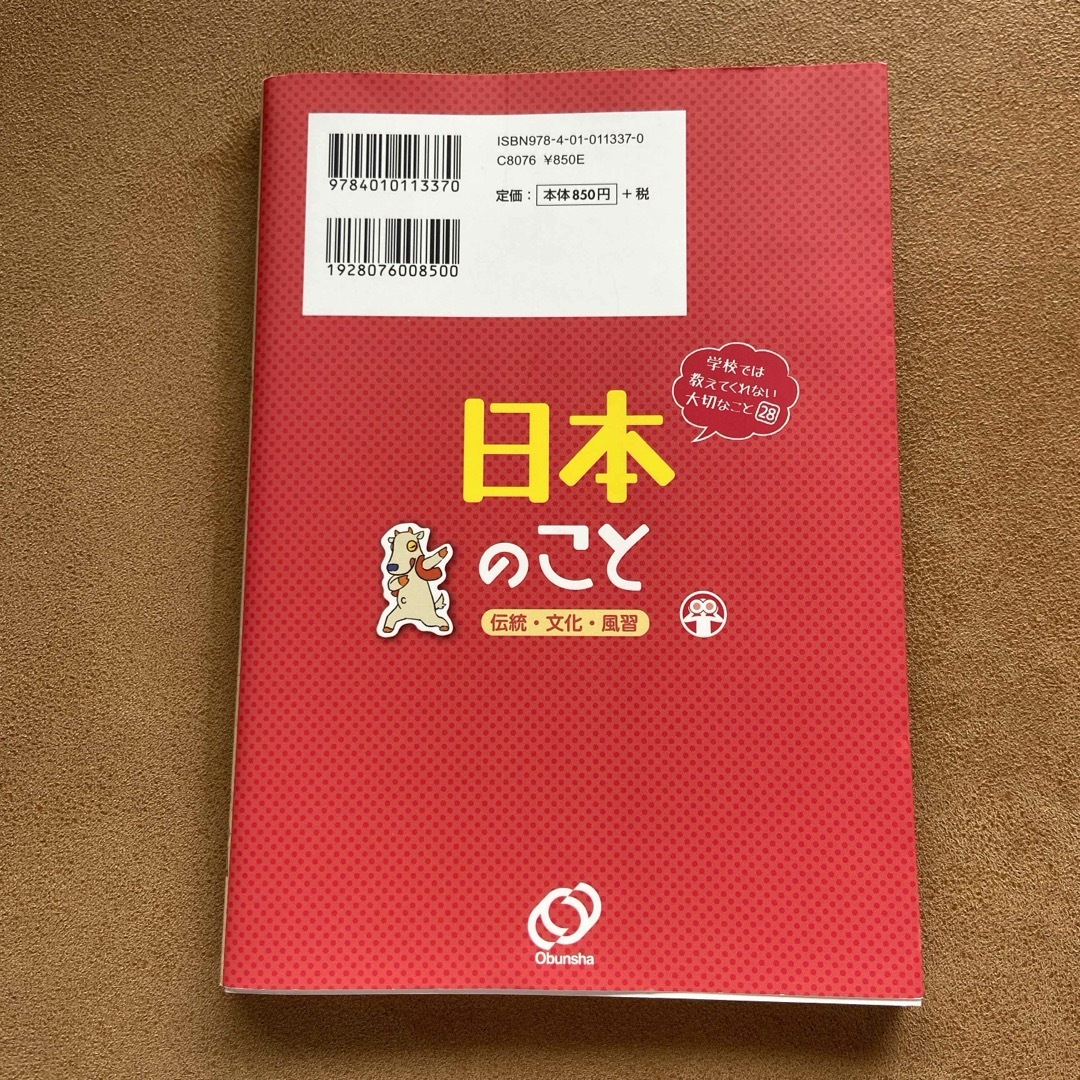 ISBN978-4-01-011337-0
C8076 ¥850E
定価： 本体850円 ＋税
9784010113370
1928076008500
学校では
教えてくれない
大切なこと 28
日本
のこと
伝統・文化・風習
Obunsha